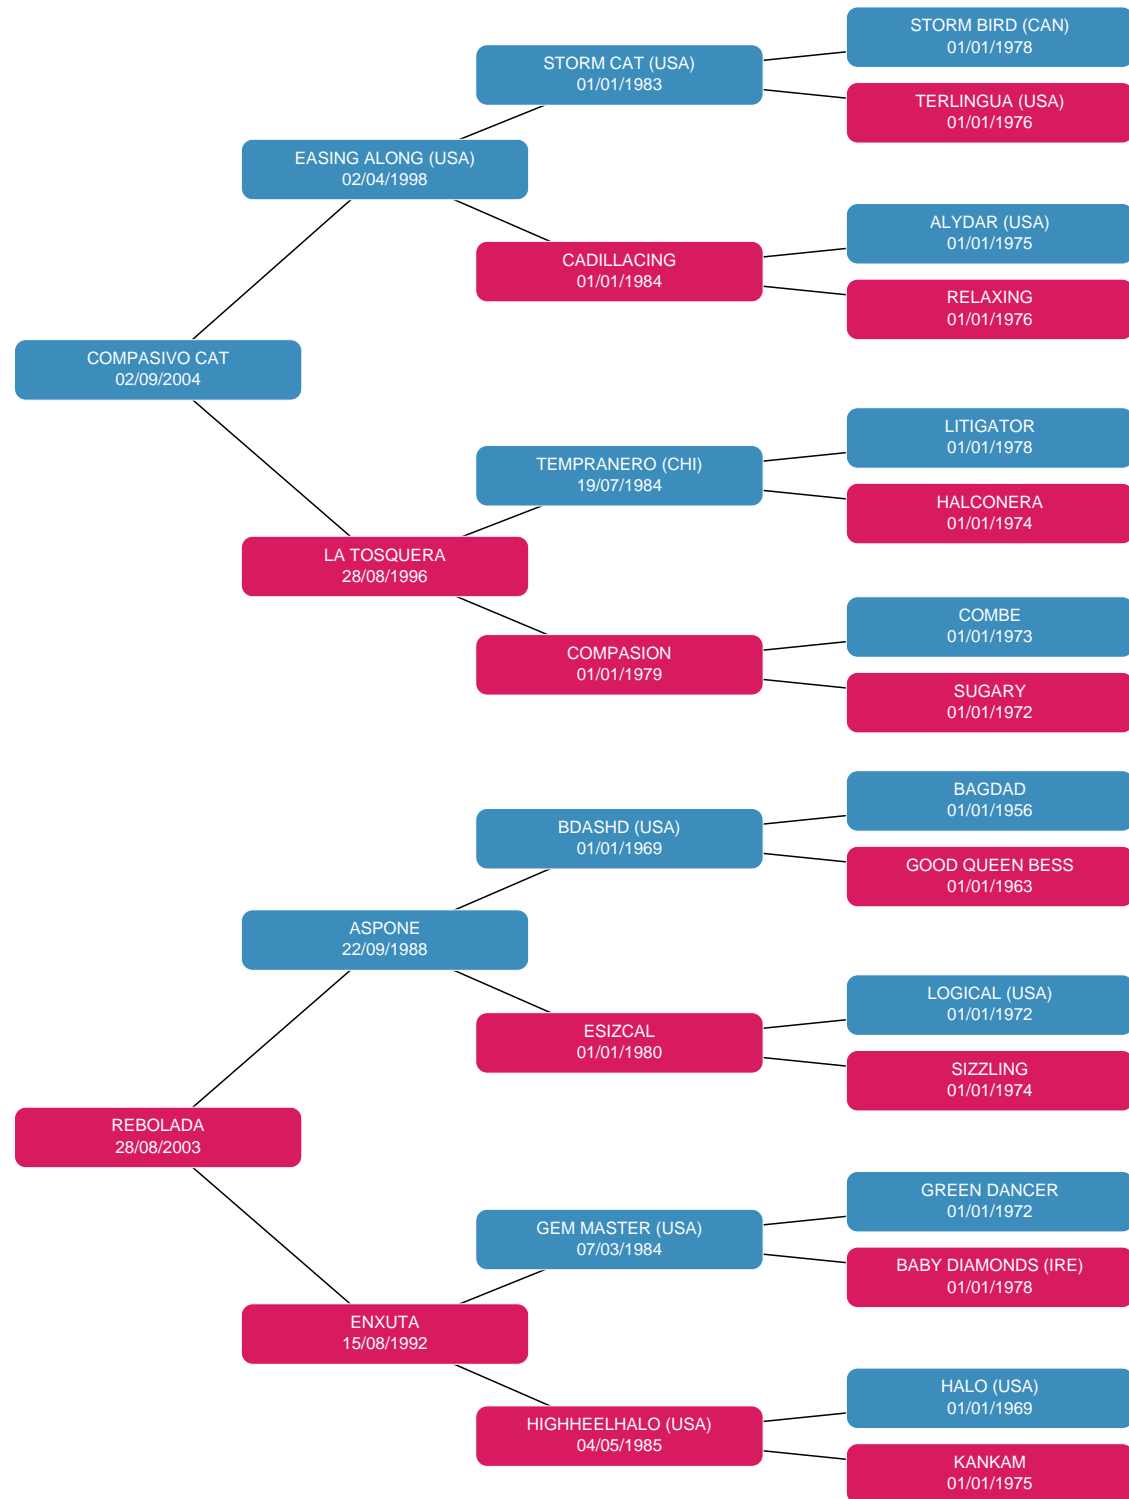 STORM BIRD (CAN)
01/01/1978
STORM CAT (USA)
01/01/1983
TERLINGUA (USA)
01/01/1976
EASING ALONG (USA)
02/04/1998
ALYDAR (USA)
01/01/1975
CADILLACING
01/01/1984
RELAXING
01/01/1976
COMPASIVO CAT
02/09/2004
LITIGATOR
01/01/1978
TEMPRANERO (CHI)
19/07/1984
HALCONERA
01/01/1974
LA TOSQUERA
28/08/1996
COMBE
01/01/1973
COMPASION
01/01/1979
SUGARY
01/01/1972
BAGDAD
01/01/1956
BDASHD (USA)
01/01/1969
GOOD QUEEN BESS
01/01/1963
ASPONE
22/09/1988
LOGICAL (USA)
01/01/1972
ESIZCAL
01/01/1980
SIZZLING
01/01/1974
REBOLADA
28/08/2003
GREEN DANCER
01/01/1972
GEM MASTER (USA)
07/03/1984
BABY DIAMONDS (IRE)
01/01/1978
ENXUTA
15/08/1992
HALO (USA)
01/01/1969
HIGHHEELHALO (USA)
04/05/1985
KANKAM
01/01/1975